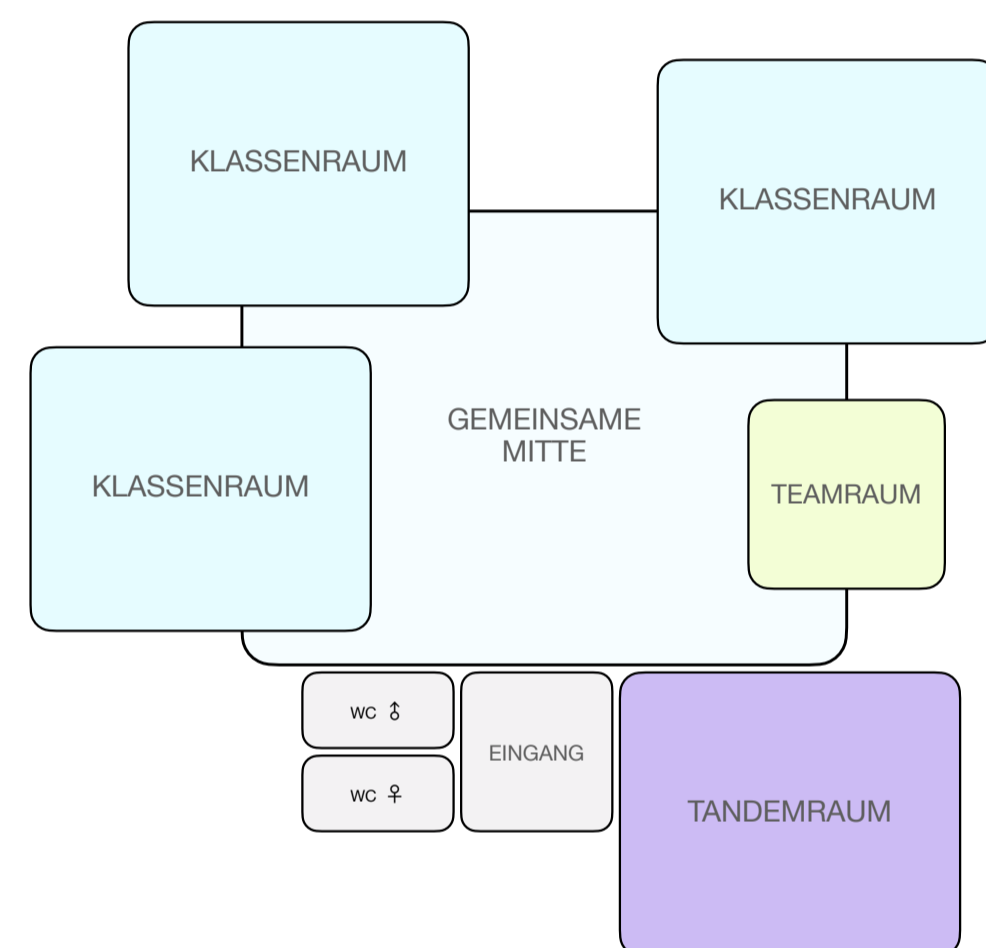 KLASSENRAUM
KLASSENRAUM
GEMEINSAME
MITTE
KLASSENRAUM
TEAMRAUM
WC ♂
EINGANG
WC ♀
TANDEMRAUM